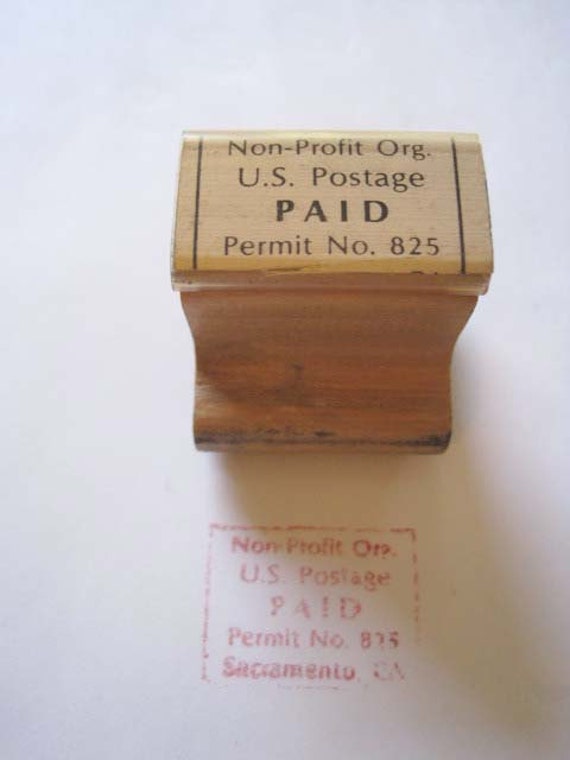 Non-Profit Org.
U.S. Postage
PAID
Permit No. 825
Non-Profit Org.
U.S. Postage
PAID
Permit No. 825
Sacramento, CA